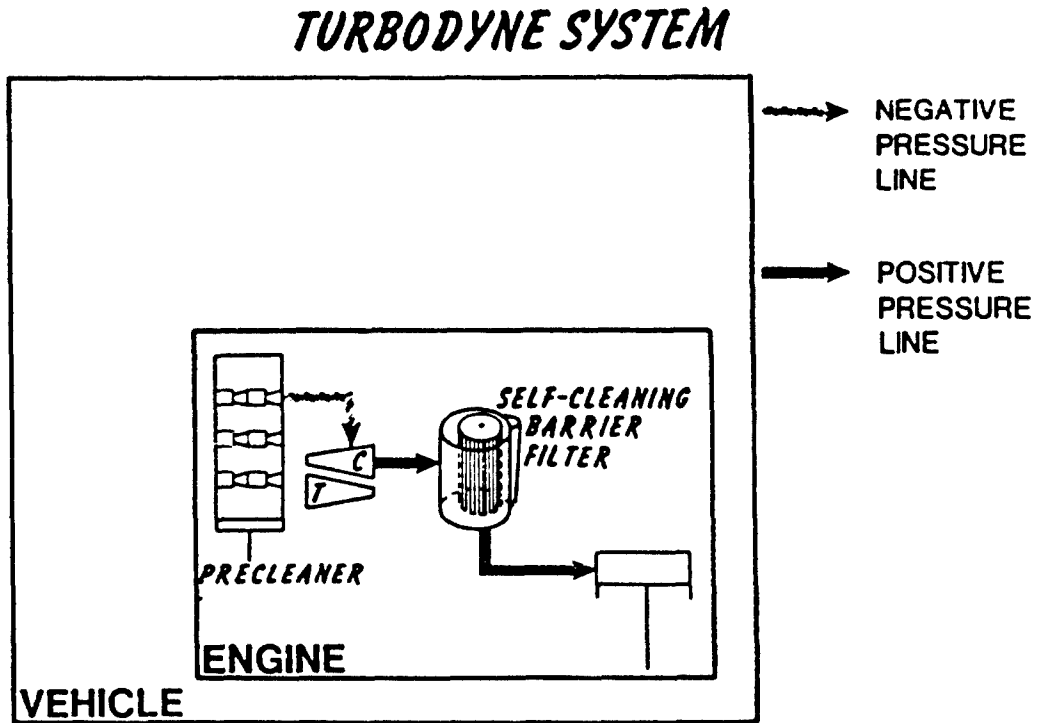 TURBODYNE SYSTEM
NEGATIVE
PRESSURE
LINE
POSITIVE
PRESSURE
LINE
SELF-CLEANING
BARRIER
FILTER
C
T
PRECLEANER
ENGINE
VEHICLE